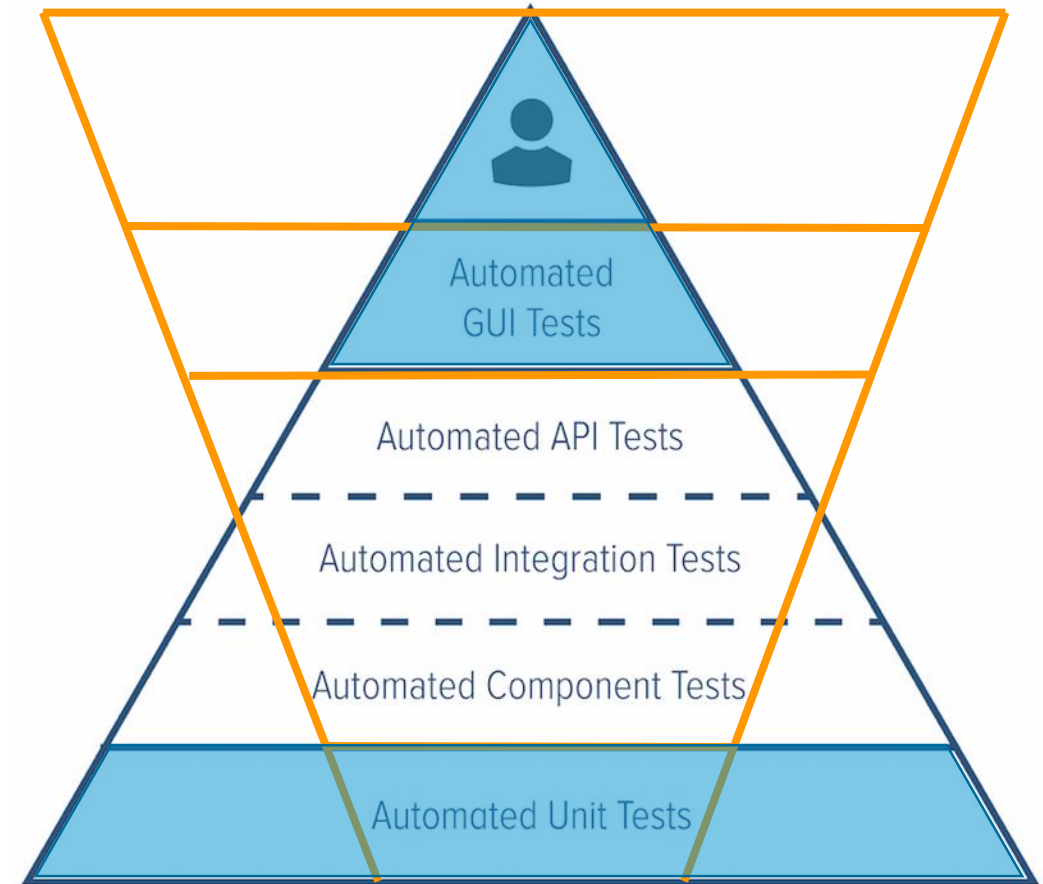 Automated
GUI Tests
Automated API Tests
Automated Integration Tests
Automated Component Tests
Automated Unit Tests